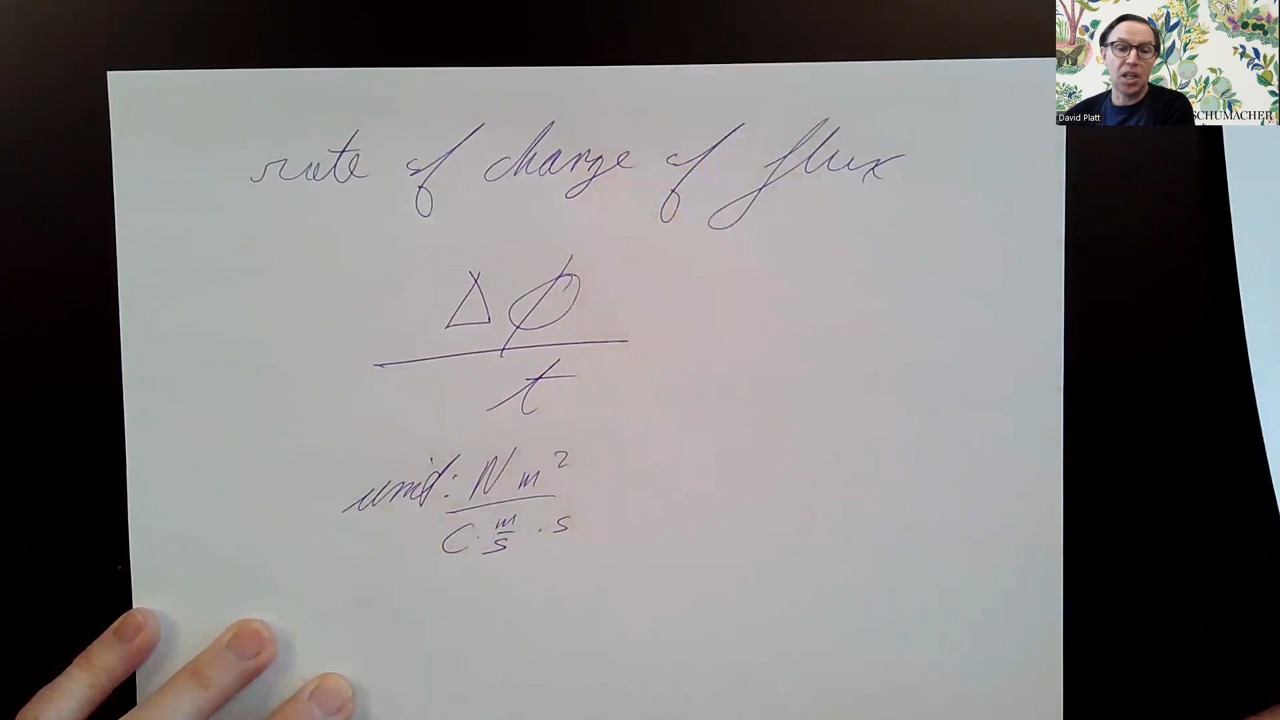 rate of change of flux
Δφ
t
unit: N m²
C · m/s · s
David Platt
SCHUMACHER